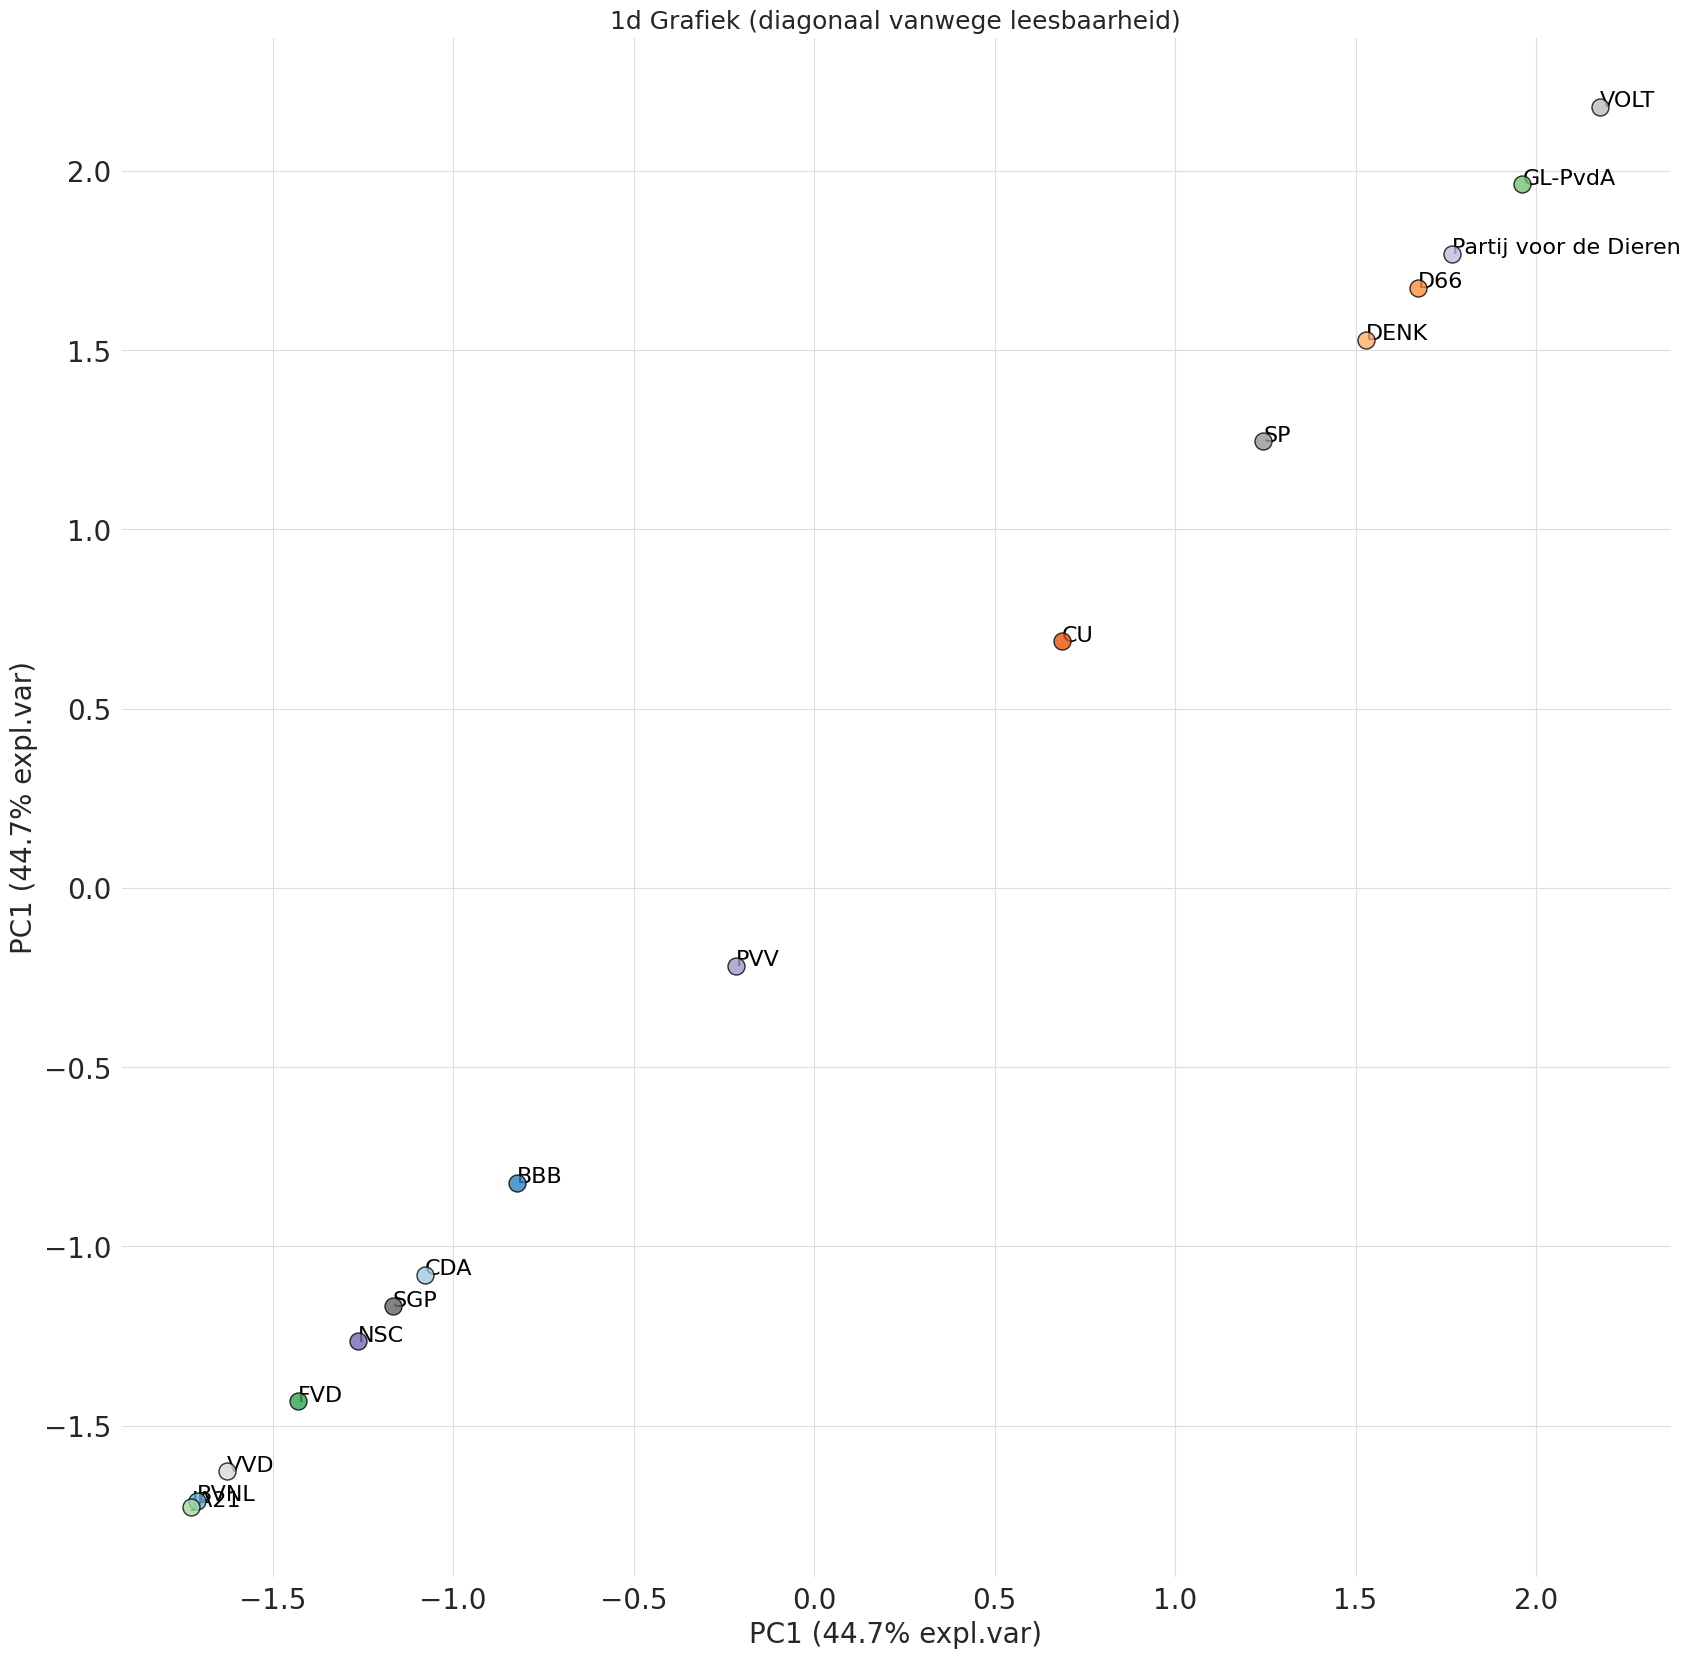 1d Grafiek (diagonaal vanwege leesbaarheid)
VOLT
2.0
GL-PvdA
Partij voor de Dieren
D66
1.5
DENK
SP
1.0
CU
0.5
PC1 (44.7% expl.var)
0.0
PVV
−0.5
BBB
−1.0
CDA
SGP
NSC
−1.5
FVD
VVD
BVNL
JA21
−1.5
−1.0
−0.5
0.0
0.5
1.0
1.5
2.0
PC1 (44.7% expl.var)